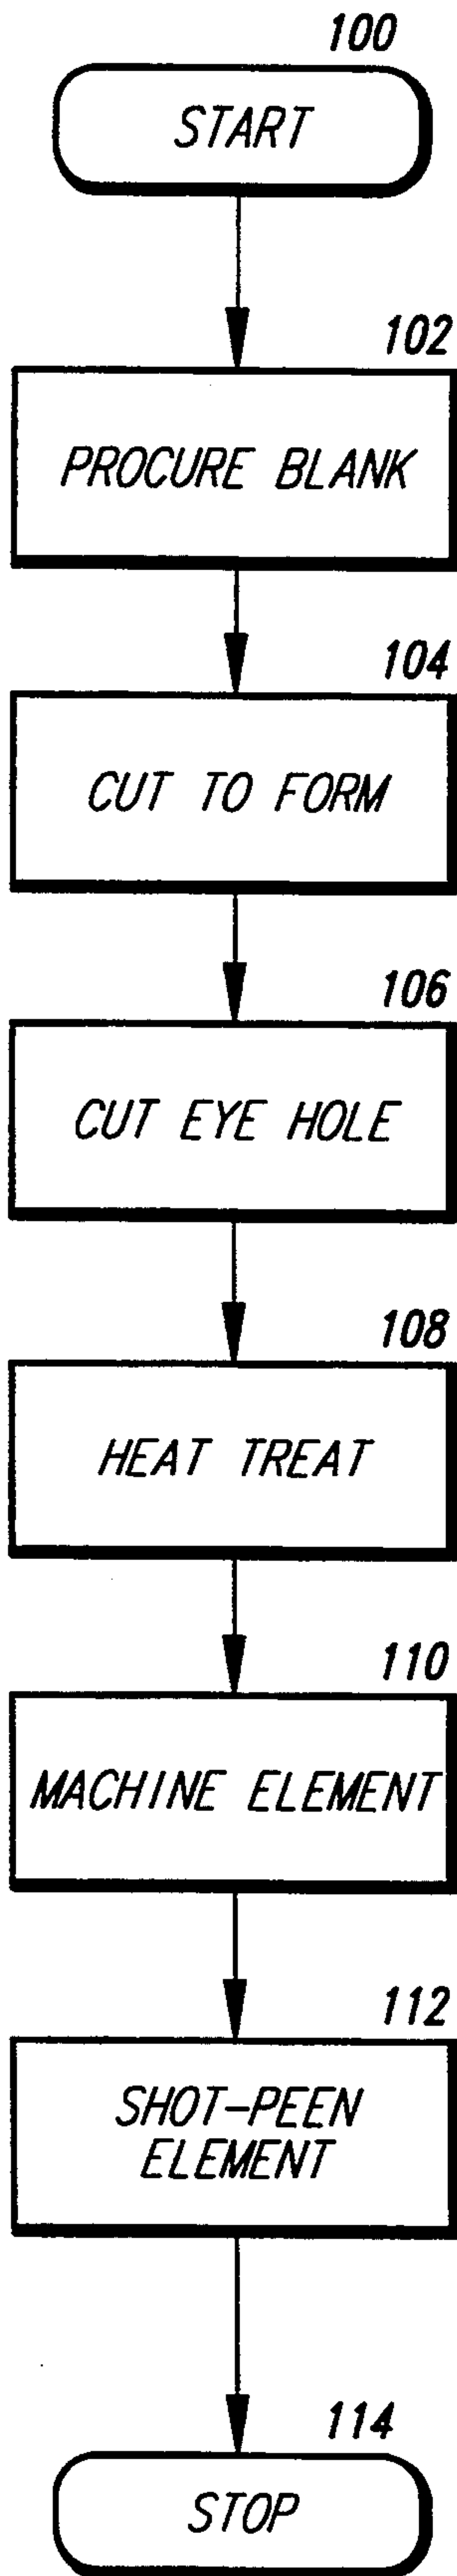 100
START
102
PROCURE BLANK
104
CUT TO FORM
106
CUT EYE HOLE
108
HEAT TREAT
110
MACHINE ELEMENT
112
SHOT-PEEN
ELEMENT
114
STOP